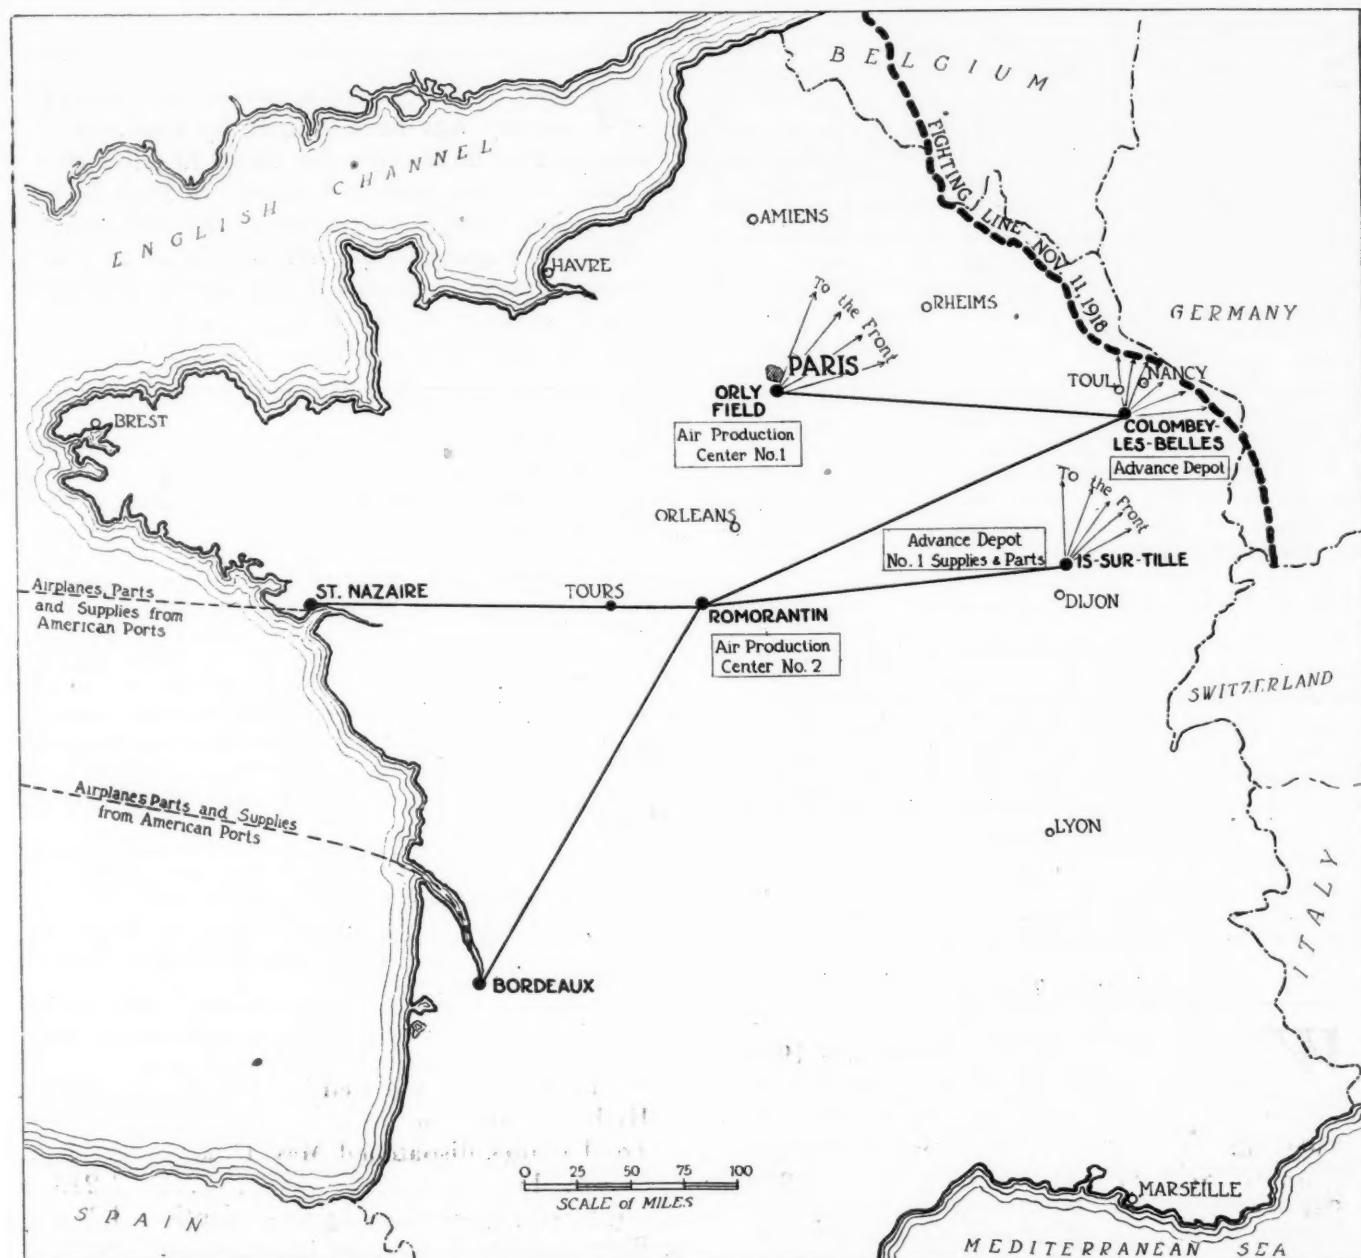 BELGIUM
FIGHTING LINE NOV. 11, 1918
ENGLISH CHANNEL
AMIENS
HAVRE
RHEIMS
GERMANY
To the Front
PARIS
ORLY
FIELD
Air Production
Center No.1
TOUL
NANCY
COLOMBEY-
LES-BELLES
Advance Depot
BREST
ORLEANS
To the Front
Advance Depot
No. 1 Supplies & Parts
IS-SUR-TILLE
DIJON
Airplanes, Parts
and Supplies from
American Ports
ST. NAZAIRE
TOURS
ROMORANTIN
Air Production
Center No. 2
SWITZERLAND
Airplanes Parts and Supplies
from American Ports
LYON
ITALY
BORDEAUX
0 25 50 75 100
SCALE of MILES
MARSEILLE
SPAIN
MEDITERRANEAN SEA